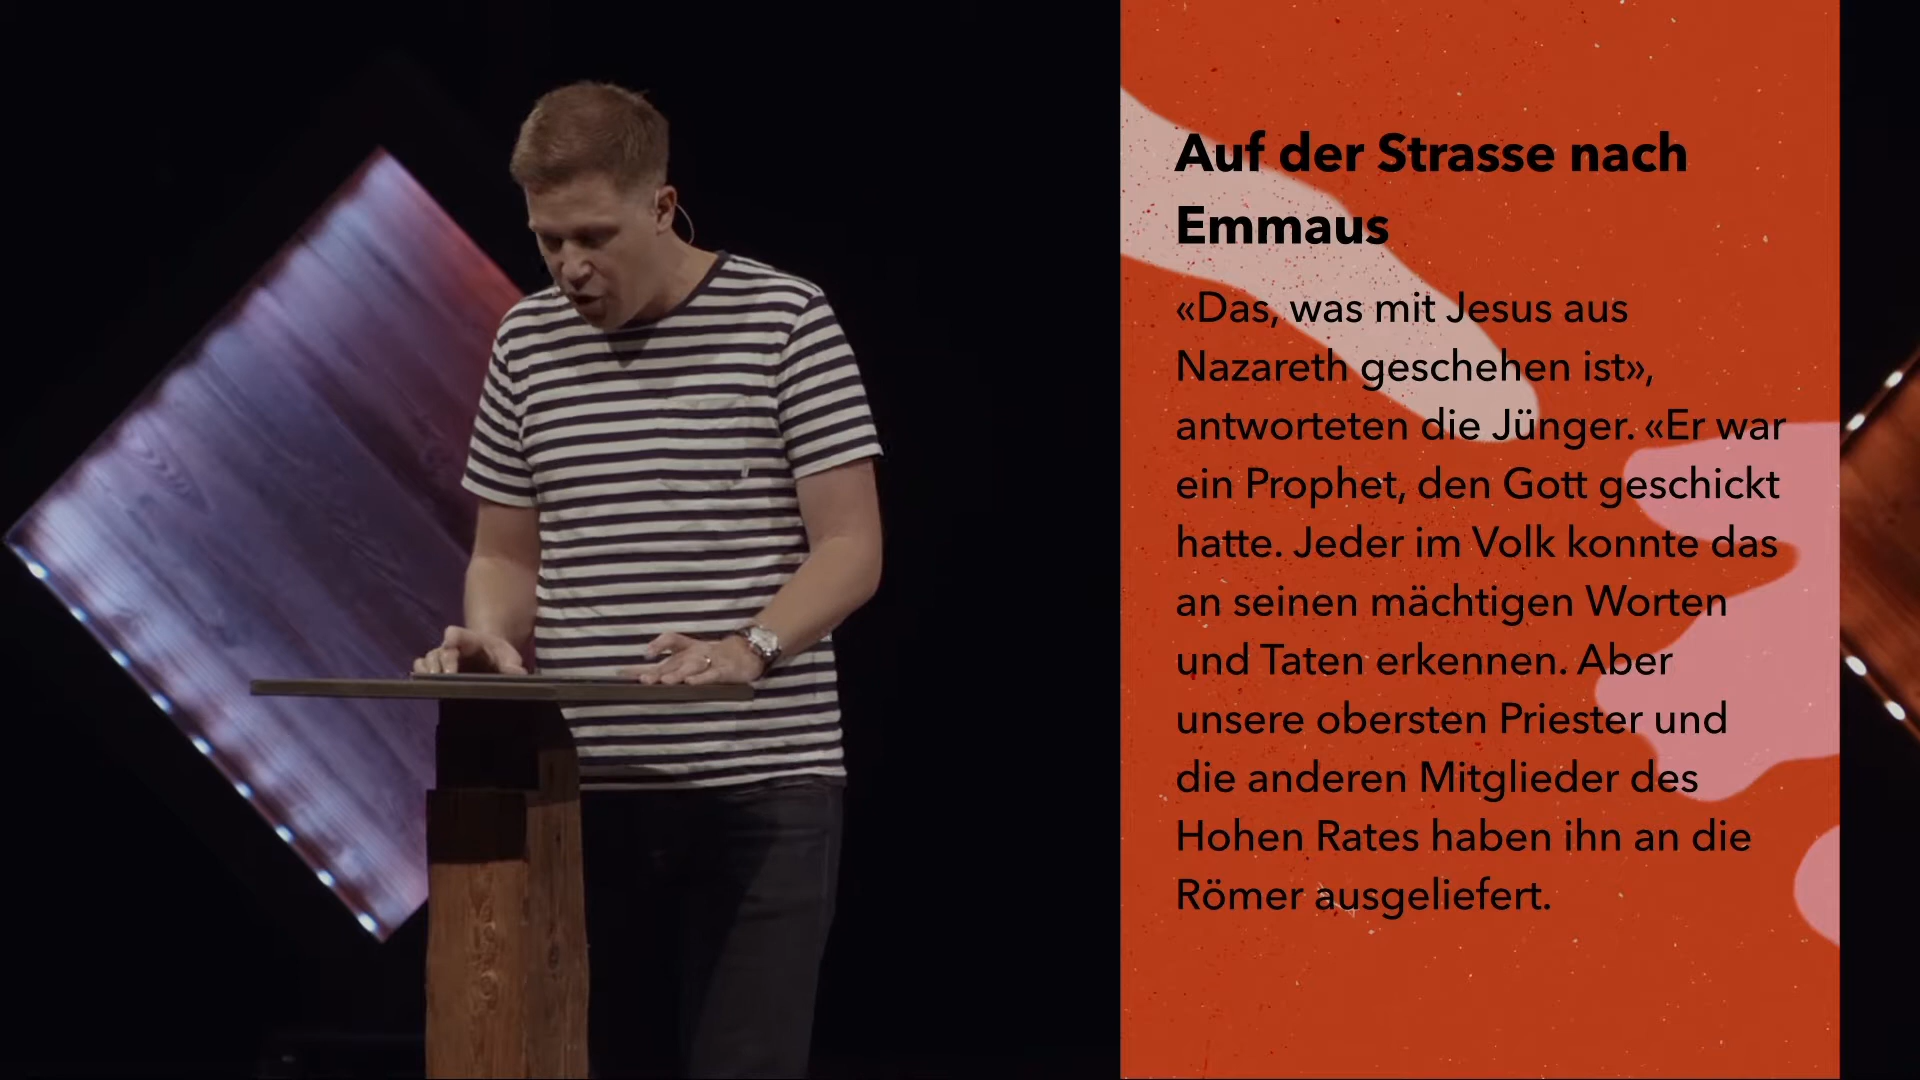 Auf der Strasse nach
Emmaus
«Das, was mit Jesus aus
Nazareth geschehen ist»,
antworteten die Jünger. «Er war
ein Prophet, den Gott geschickt
hatte. Jeder im Volk konnte das
an seinen mächtigen Worten
und Taten erkennen. Aber
unsere obersten Priester und
die anderen Mitglieder des
Hohen Rates haben ihn an die
Römer ausgeliefert.